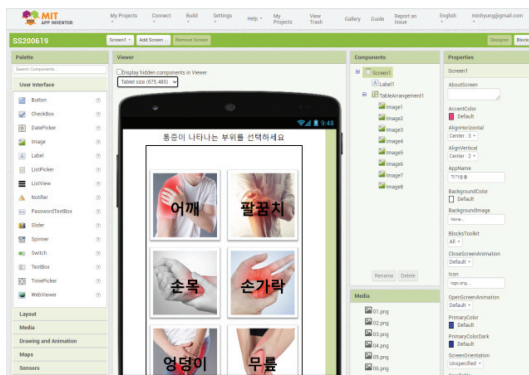 MIT
APP INVENTOR
My Projects
Connect
Build
Settings
Help
My Projects
View Trash
Gallery
Guide
Report an Issue
English
SS200619
Screen1
Add Screen ...
Remove Screen
Designer
Blocks
Palette
Search Components...
User Interface
Button
CheckBox
DatePicker
Image
Label
ListPicker
ListView
Notifier
PasswordTextBox
Slider
Spinner
Switch
TextBox
TimePicker
WebViewer
Layout
Media
Drawing and Animation
Maps
Sensors
Viewer
Display hidden components in Viewer
Tablet size (675,480)
9:48
통증이 나타나는 부위를 선택하세요
어깨
팔꿈치
손목
손가락
엉덩이
무릎
Components
Screen1
Label1
TableArrangement1
Image1
Image2
Image3
Image4
Image5
Image6
Image7
Image8
Rename
Delete
Media
01.png
02.png
03.png
04.png
05.png
06.png
Properties
Screen1
AboutScreen
AccentColor
Default
AlignHorizontal
Center : 3
AlignVertical
Center : 2
AppName
BackgroundColor
Default
BackgroundImage
None...
BlocksToolkit
All
CloseScreenAnimation
Default
Icon
logo.png...
OpenScreenAnimation
Default
PrimaryColor
Default
PrimaryColorDark
Default
ScreenOrientation
Unspecified